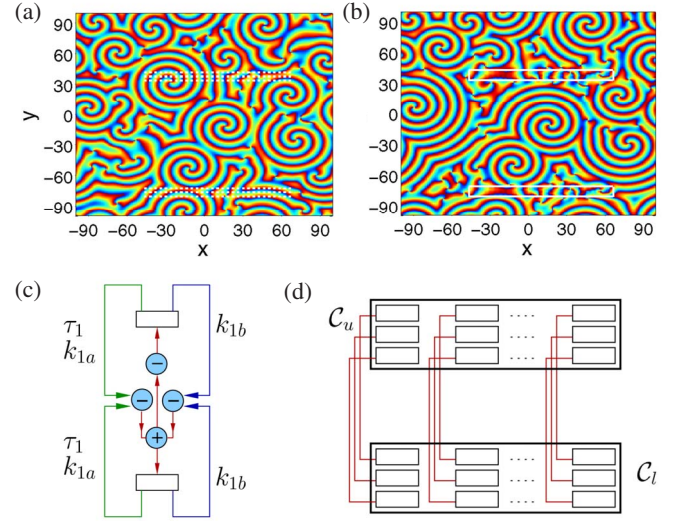 (a)
(b)
90
60
30
0
−30
−60
−90
y
−90 −60 −30 0 30 60 90
x
90
60
30
0
−30
−60
−90
−90 −60 −30 0 30 60 90
x
(c)
τ₁
k₁ₐ
k₁b
−
− −
+
τ₁
k₁ₐ
k₁b
(d)
𝒞ᵤ
....
....
....
....
𝒞ₗ